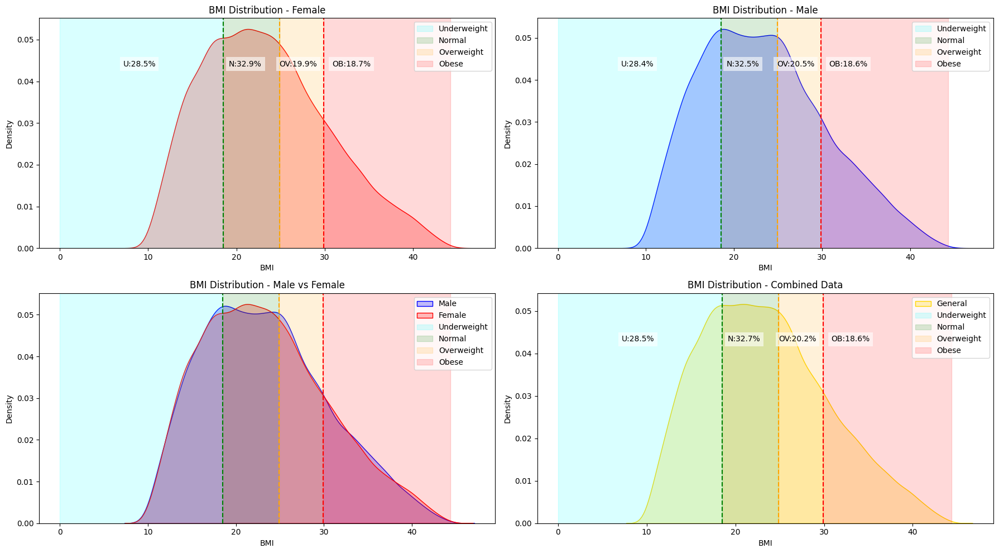 BMI Distribution - Female
Density
0.05
0.04
0.03
0.02
0.01
0.00
U:28.5% N:32.9% OV:19.9% OB:18.7%
Underweight
Normal
Overweight
Obese
0 10 20 30 40
BMI
BMI Distribution - Male
Density
0.05
0.04
0.03
0.02
0.01
0.00
U:28.4% N:32.5% OV:20.5% OB:18.6%
Underweight
Normal
Overweight
Obese
0 10 20 30 40
BMI
BMI Distribution - Male vs Female
Density
0.05
0.04
0.03
0.02
0.01
0.00
Male
Female
Underweight
Normal
Overweight
Obese
0 10 20 30 40
BMI
BMI Distribution - Combined Data
Density
0.05
0.04
0.03
0.02
0.01
0.00
U:28.5% N:32.7% OV:20.2% OB:18.6%
General
Underweight
Normal
Overweight
Obese
0 10 20 30 40
BMI